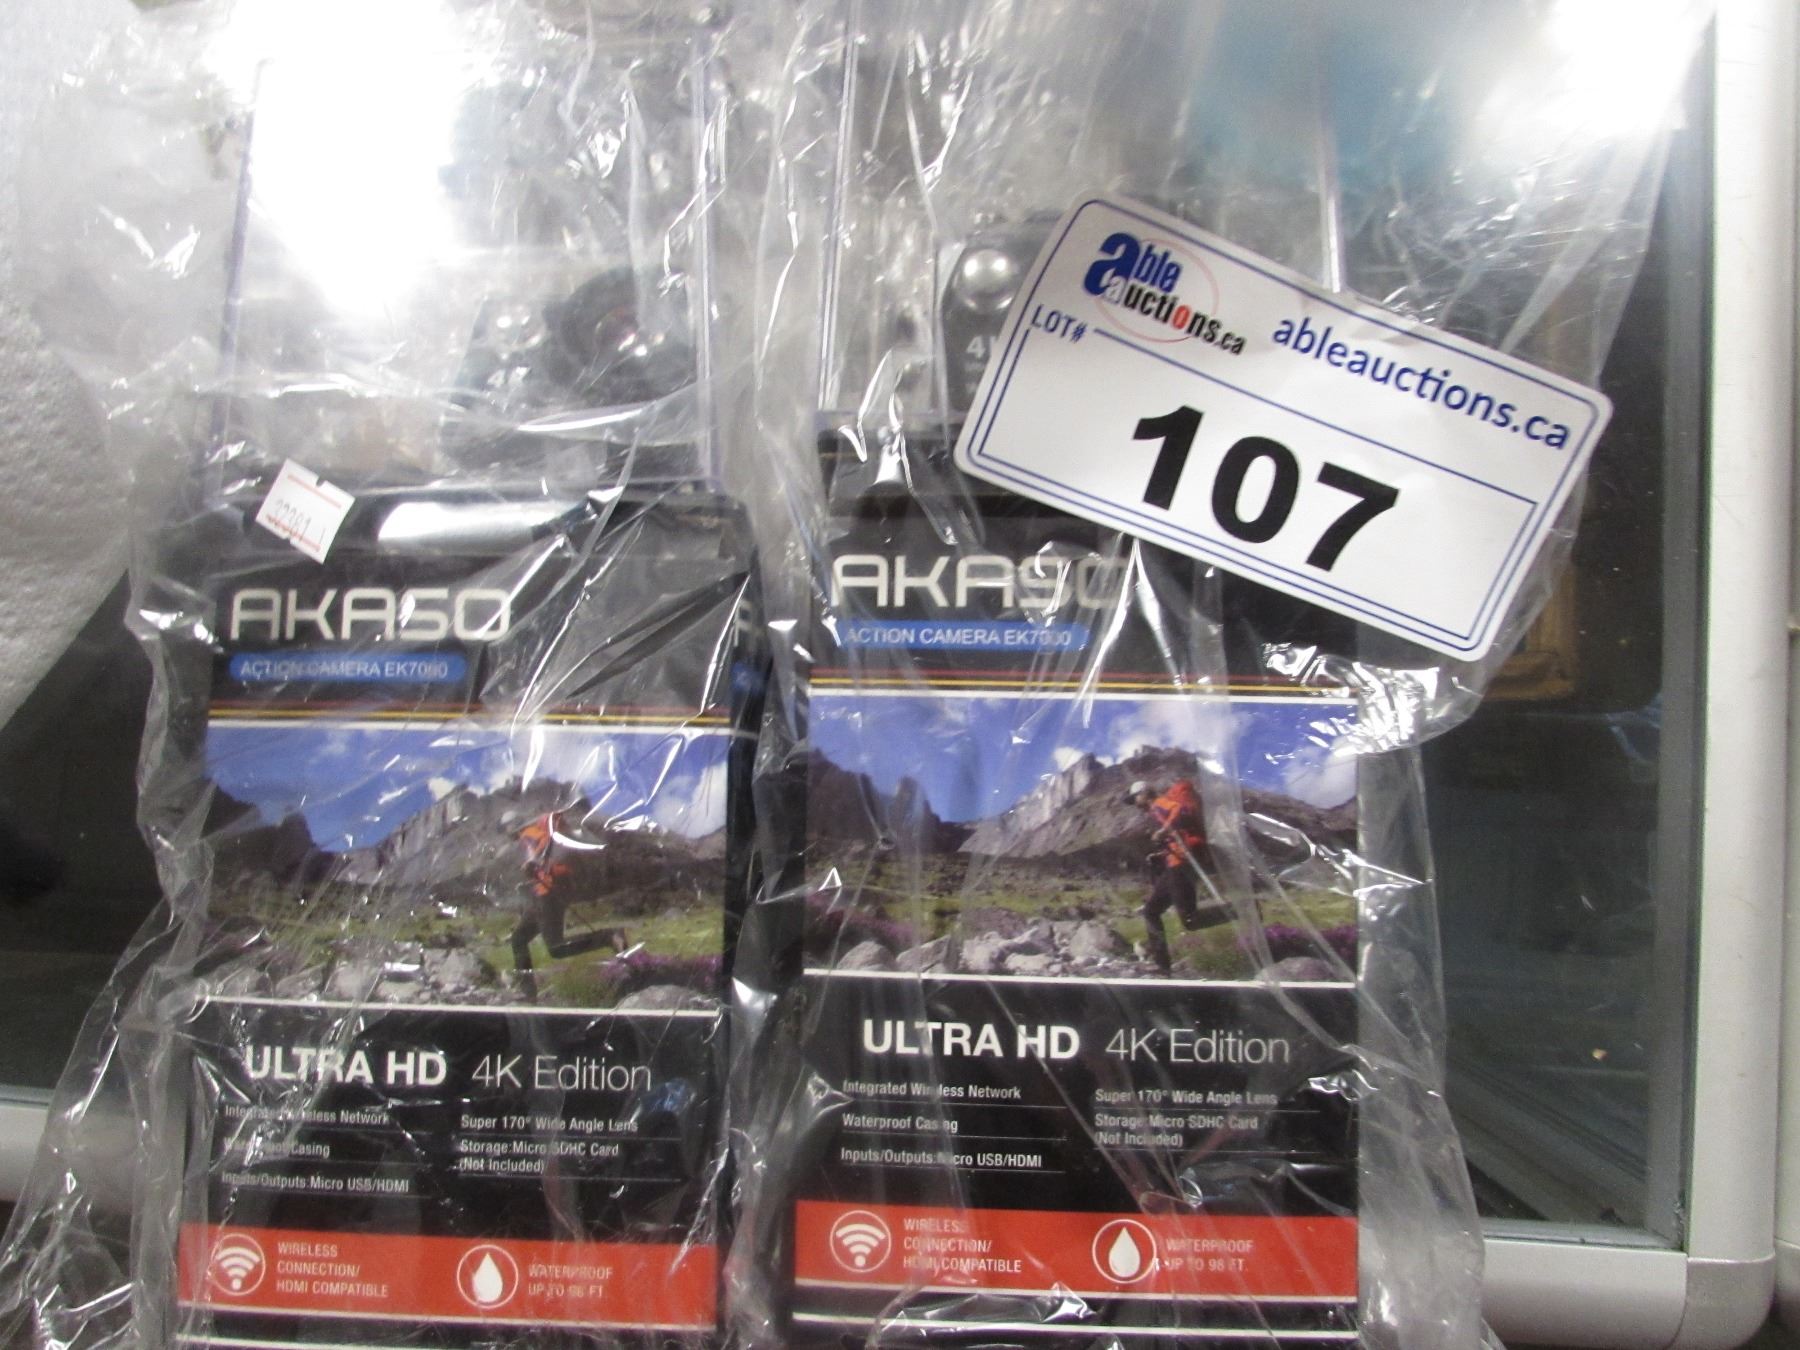 able
auctions.ca
ableauctions.ca
LOT#
107
AKASO
ACTION CAMERA EK7000
ULTRA HD 4K Edition
Integrated Wireless Network
Waterproof Casing
Inputs/Outputs:Micro USB/HDMI
Super 170° Wide Angle Lens
Storage:Micro SDHC Card
(Not Included)
WIRELESS
CONNECTION/
HDMI COMPATIBLE
WATERPROOF
UP TO 98 FT
4K
AKASO
ACTION CAMERA EK7000
ULTRA HD 4K Edition
Integrated Wireless Network
Waterproof Casing
Inputs/Outputs:Micro USB/HDMI
Super 170° Wide Angle Lens
Storage:Micro SDHC Card
(Not Included)
WIRELESS
CONNECTION/
HDMI COMPATIBLE
WATERPROOF
UP TO 98 FT.